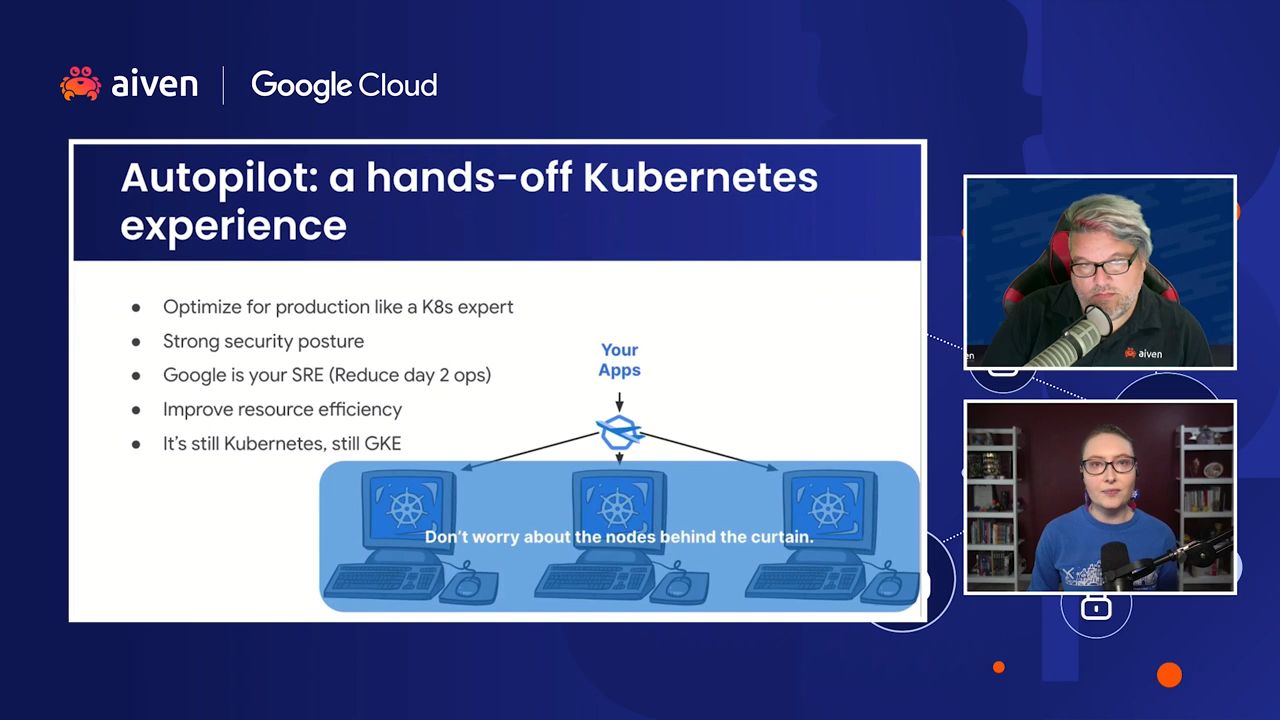 aiven
Google Cloud
Autopilot: a hands-off Kubernetes
experience
● Optimize for production like a K8s expert
● Strong security posture
● Google is your SRE (Reduce day 2 ops)
● Improve resource efficiency
● It's still Kubernetes, still GKE
Your
Apps
Don't worry about the nodes behind the curtain.
aiven
en